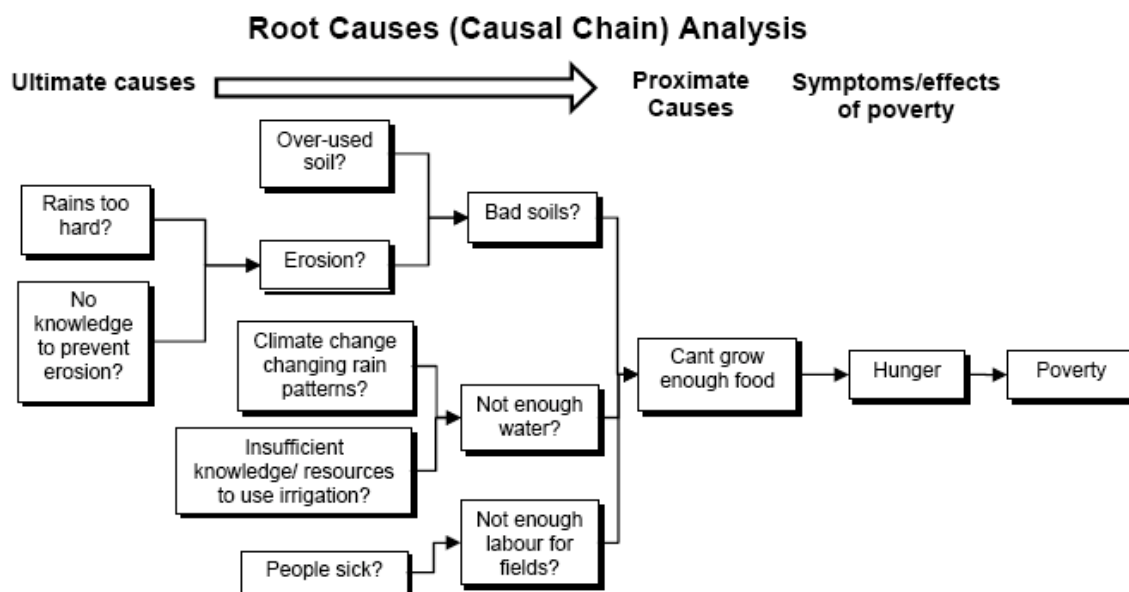 Root Causes (Causal Chain) Analysis
Ultimate causes
Proximate
Causes
Symptoms/effects
of poverty
Over-used
soil?
Rains too
hard?
Bad soils?
Erosion?
No
knowledge
to prevent
erosion?
Climate change
changing rain
patterns?
Cant grow
enough food
Hunger
Poverty
Not enough
water?
Insufficient
knowledge/ resources
to use irrigation?
Not enough
labour for
fields?
People sick?